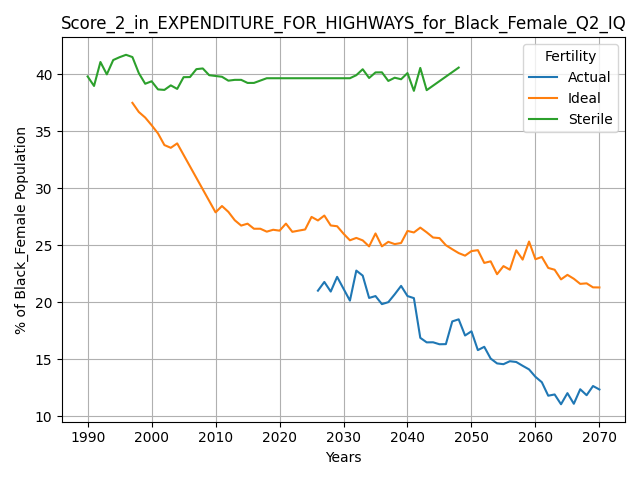 Score_2_in_EXPENDITURE_FOR_HIGHWAYS_for_Black_Female_Q2_IQ
Fertility
Actual
Ideal
Sterile
% of Black_Female Population
40
35
30
25
20
15
10
1990 2000 2010 2020 2030 2040 2050 2060 2070
Years